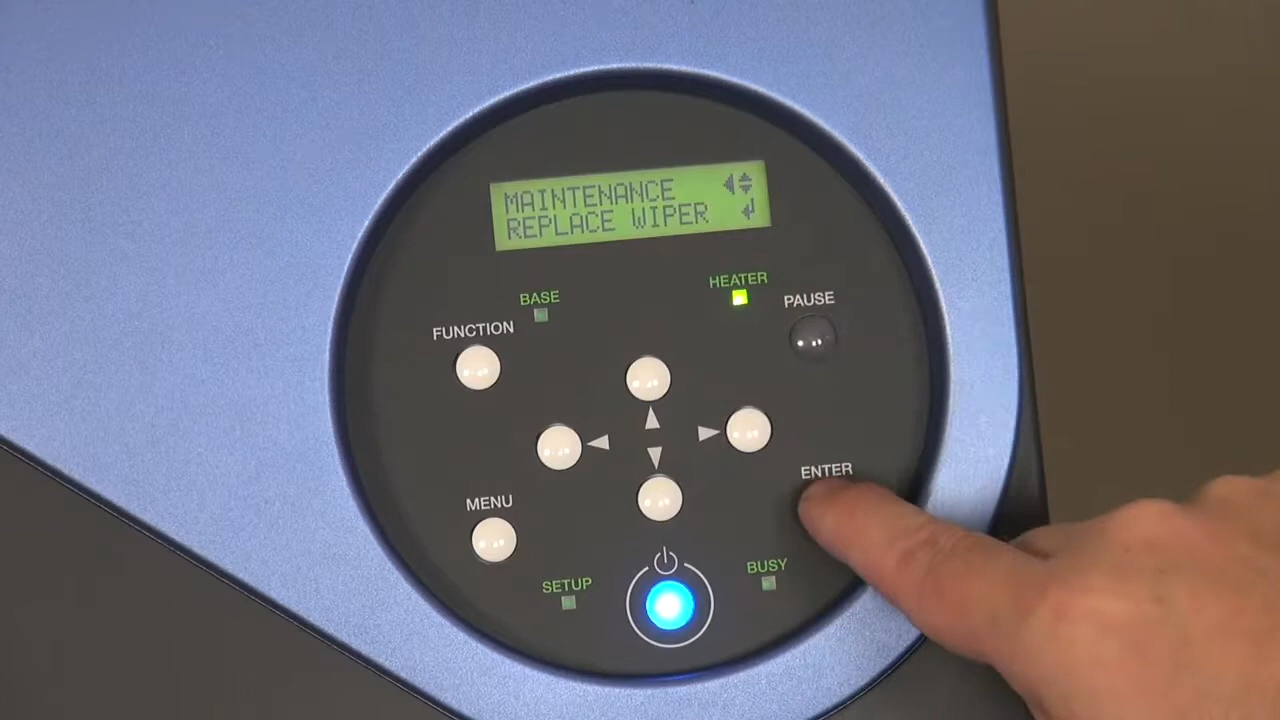 MAINTENANCE
REPLACE WIPER
BASE
HEATER
FUNCTION
PAUSE
ENTER
MENU
SETUP
BUSY